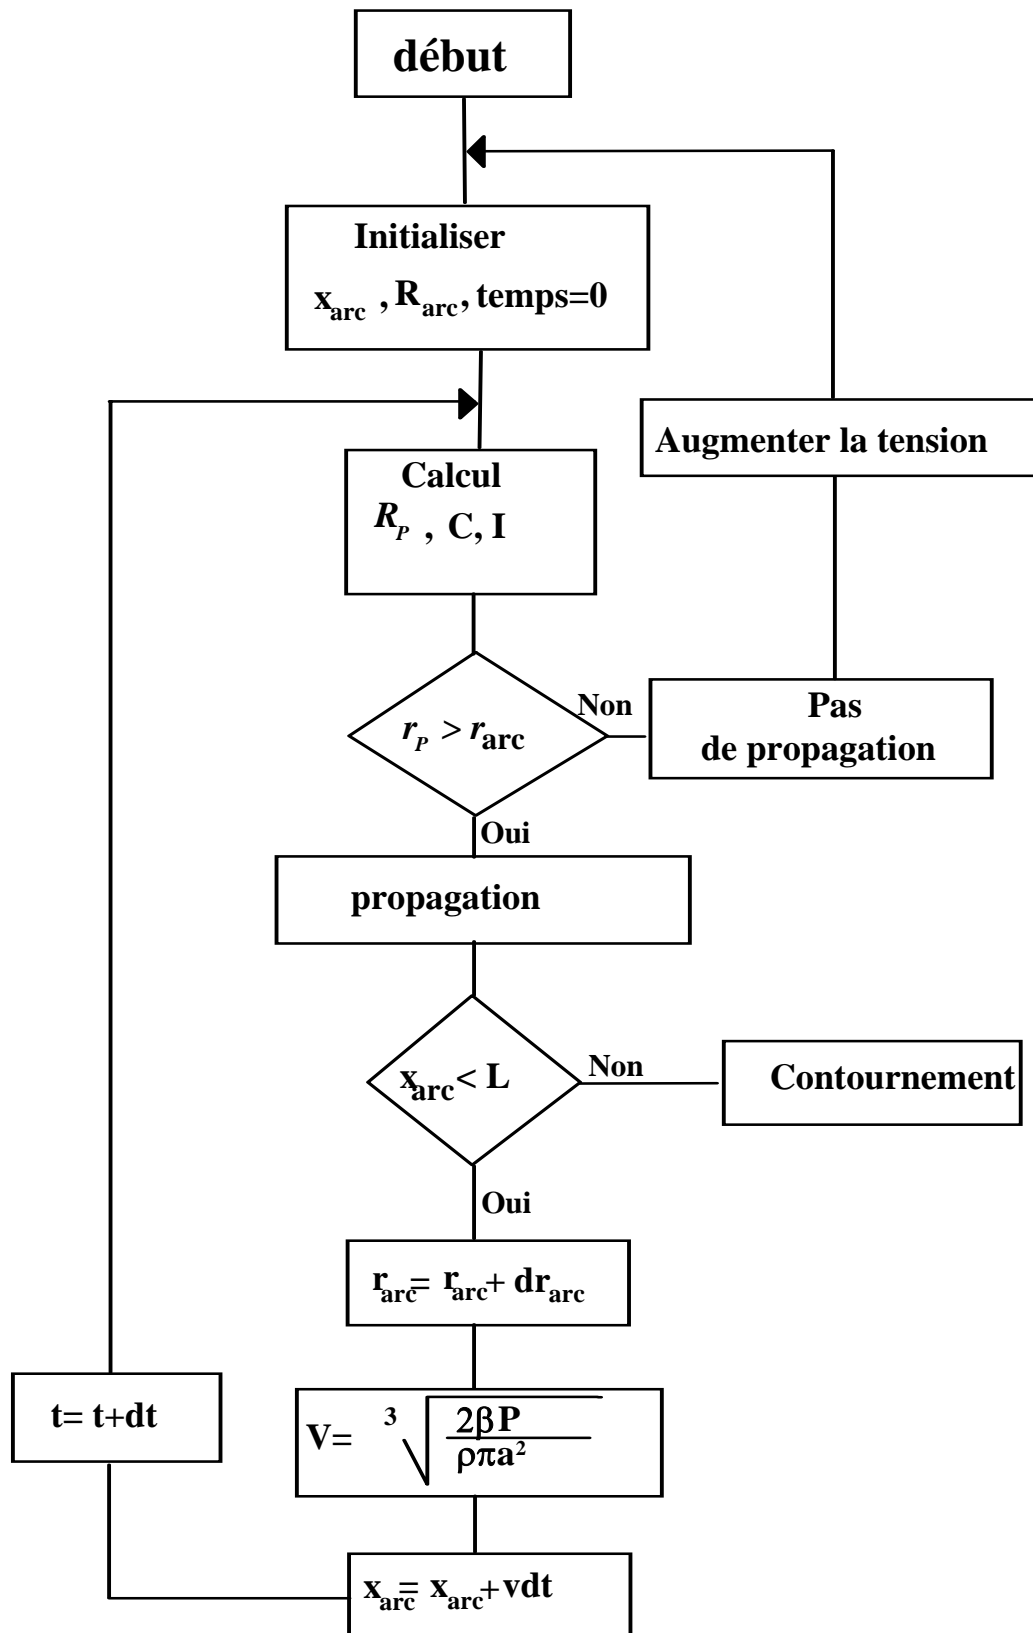 début
Initialiser
x_arc , R_arc, temps=0
Augmenter la tension
Calcul
R_P , C, I
r_P > r_arc
Non
Pas
de propagation
Oui
propagation
x_arc < L
Non
Contournement
Oui
r_arc= r_arc+ dr_arc
t= t+dt
V= ³√(2βP / ρπa²)
x_arc= x_arc+vdt